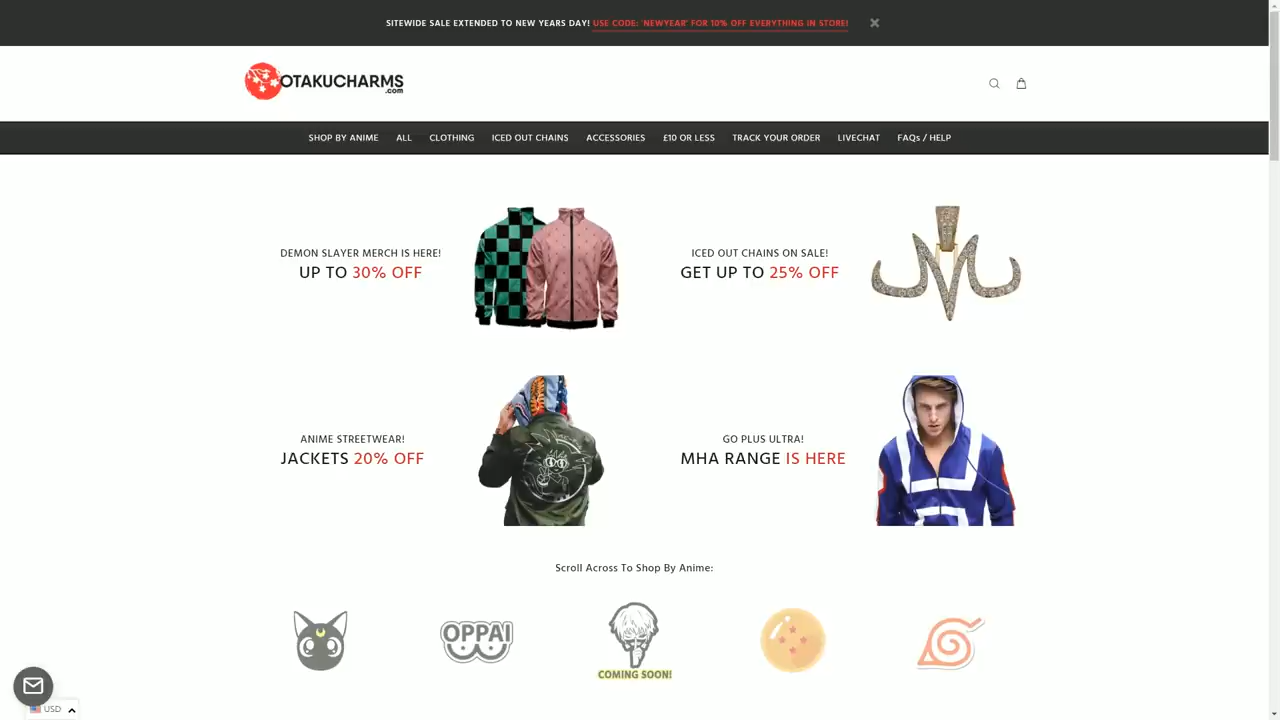 SITEWIDE SALE EXTENDED TO NEW YEARS DAY! USE CODE: 'NEWYEAR' FOR 10% OFF EVERYTHING IN STORE!
OTAKUCHARMS
.com
SHOP BY ANIME ALL CLOTHING ICED OUT CHAINS ACCESSORIES £10 OR LESS TRACK YOUR ORDER LIVECHAT FAQs / HELP
DEMON SLAYER MERCH IS HERE!
UP TO 30% OFF
ICED OUT CHAINS ON SALE!
GET UP TO 25% OFF
ANIME STREETWEAR!
JACKETS 20% OFF
GO PLUS ULTRA!
MHA RANGE IS HERE
Scroll Across To Shop By Anime:
OPPAI
COMING SOON!
USD